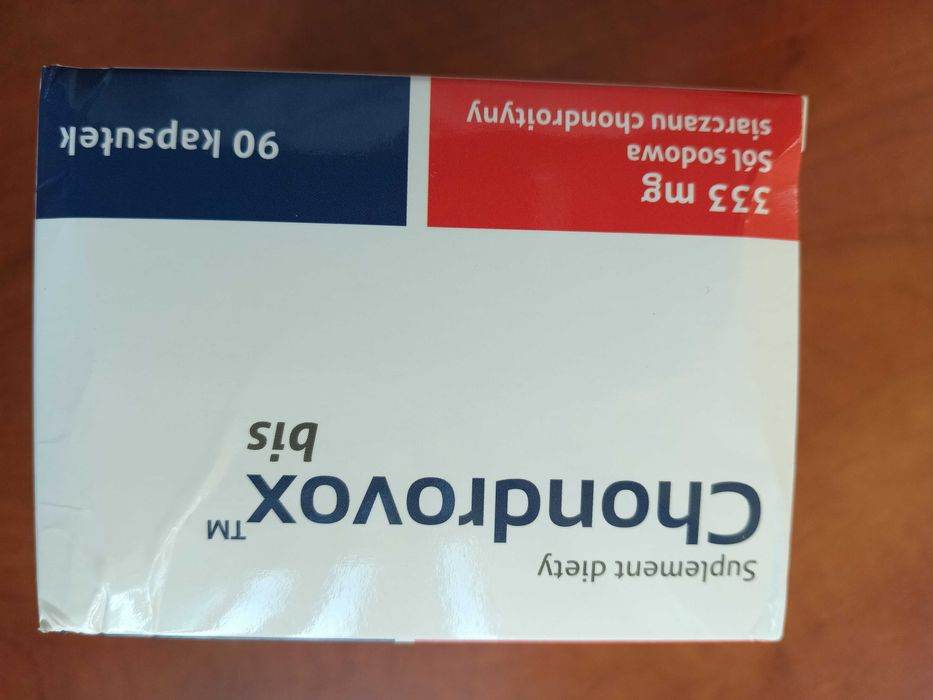 Suplement diety
Chondrovox™
bis
333 mg
Sól sodowa
siarczanu chondroityny
90 kapsułek